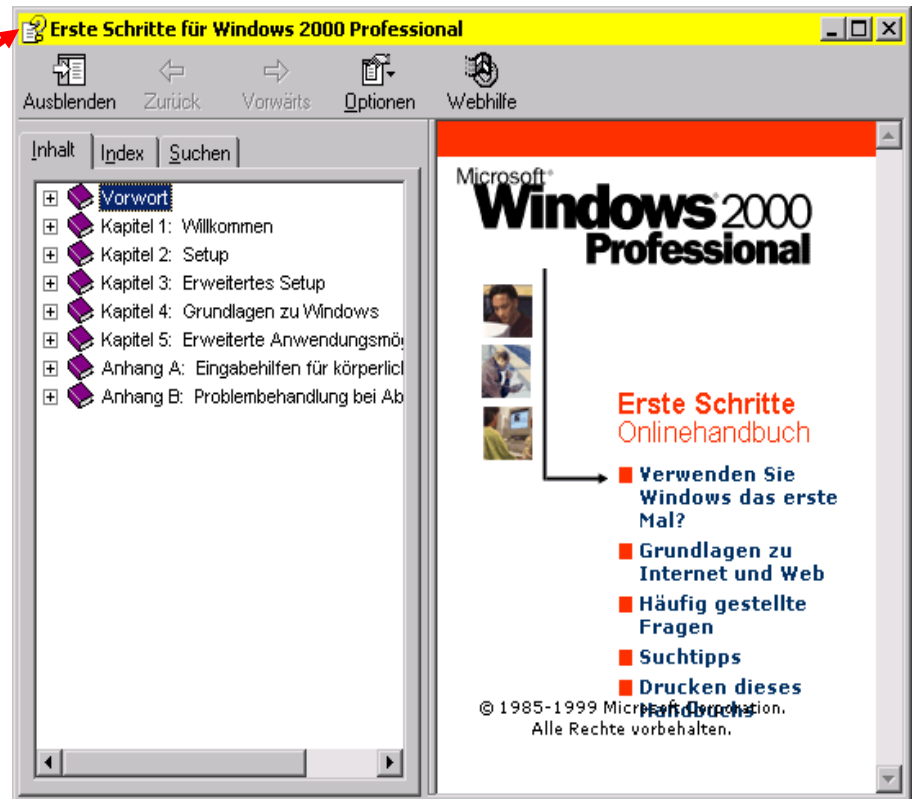 Erste Schritte für Windows 2000 Professional
Ausblenden Zurück Vorwärts Optionen Webhilfe
Inhalt Index Suchen
Vorwort
Kapitel 1: Willkommen
Kapitel 2: Setup
Kapitel 3: Erweitertes Setup
Kapitel 4: Grundlagen zu Windows
Kapitel 5: Erweiterte Anwendungsmö
Anhang A: Eingabehilfen für körperlicl
Anhang B: Problembehandlung bei Ab
Microsoft
Windows 2000
Professional
Erste Schritte
Onlinehandbuch
Verwenden Sie
Windows das erste
Mal?
Grundlagen zu
Internet und Web
Häufig gestellte
Fragen
Suchtipps
Drucken dieses
Handbuchs
© 1985-1999 Microsoft Corporation.
Alle Rechte vorbehalten.